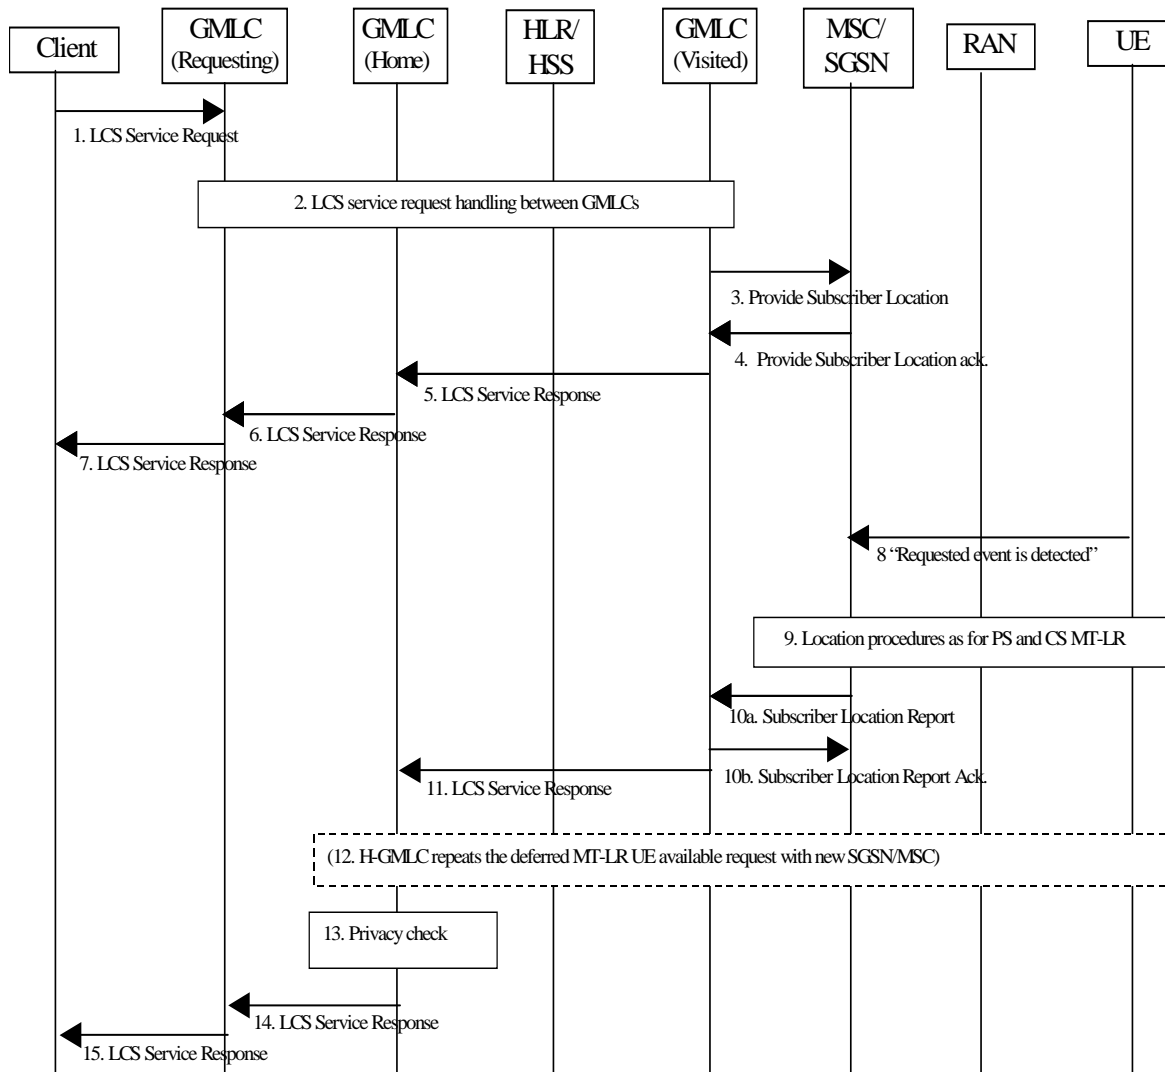 Client
GMLC
(Requesting)
GMLC
(Home)
HLR/
HSS
GMLC
(Visited)
MSC/
SGSN
RAN
UE
1. LCS Service Request
2. LCS service request handling between GMLCs
3. Provide Subscriber Location
4. Provide Subscriber Location ack.
5. LCS Service Response
6. LCS Service Response
7. LCS Service Response
8 “Requested event is detected”
9. Location procedures as for PS and CS MT-LR
10a. Subscriber Location Report
10b. Subscriber Location Report Ack.
11. LCS Service Response
(12. H-GMLC repeats the deferred MT-LR UE available request with new SGSN/MSC)
13. Privacy check
14. LCS Service Response
15. LCS Service Response